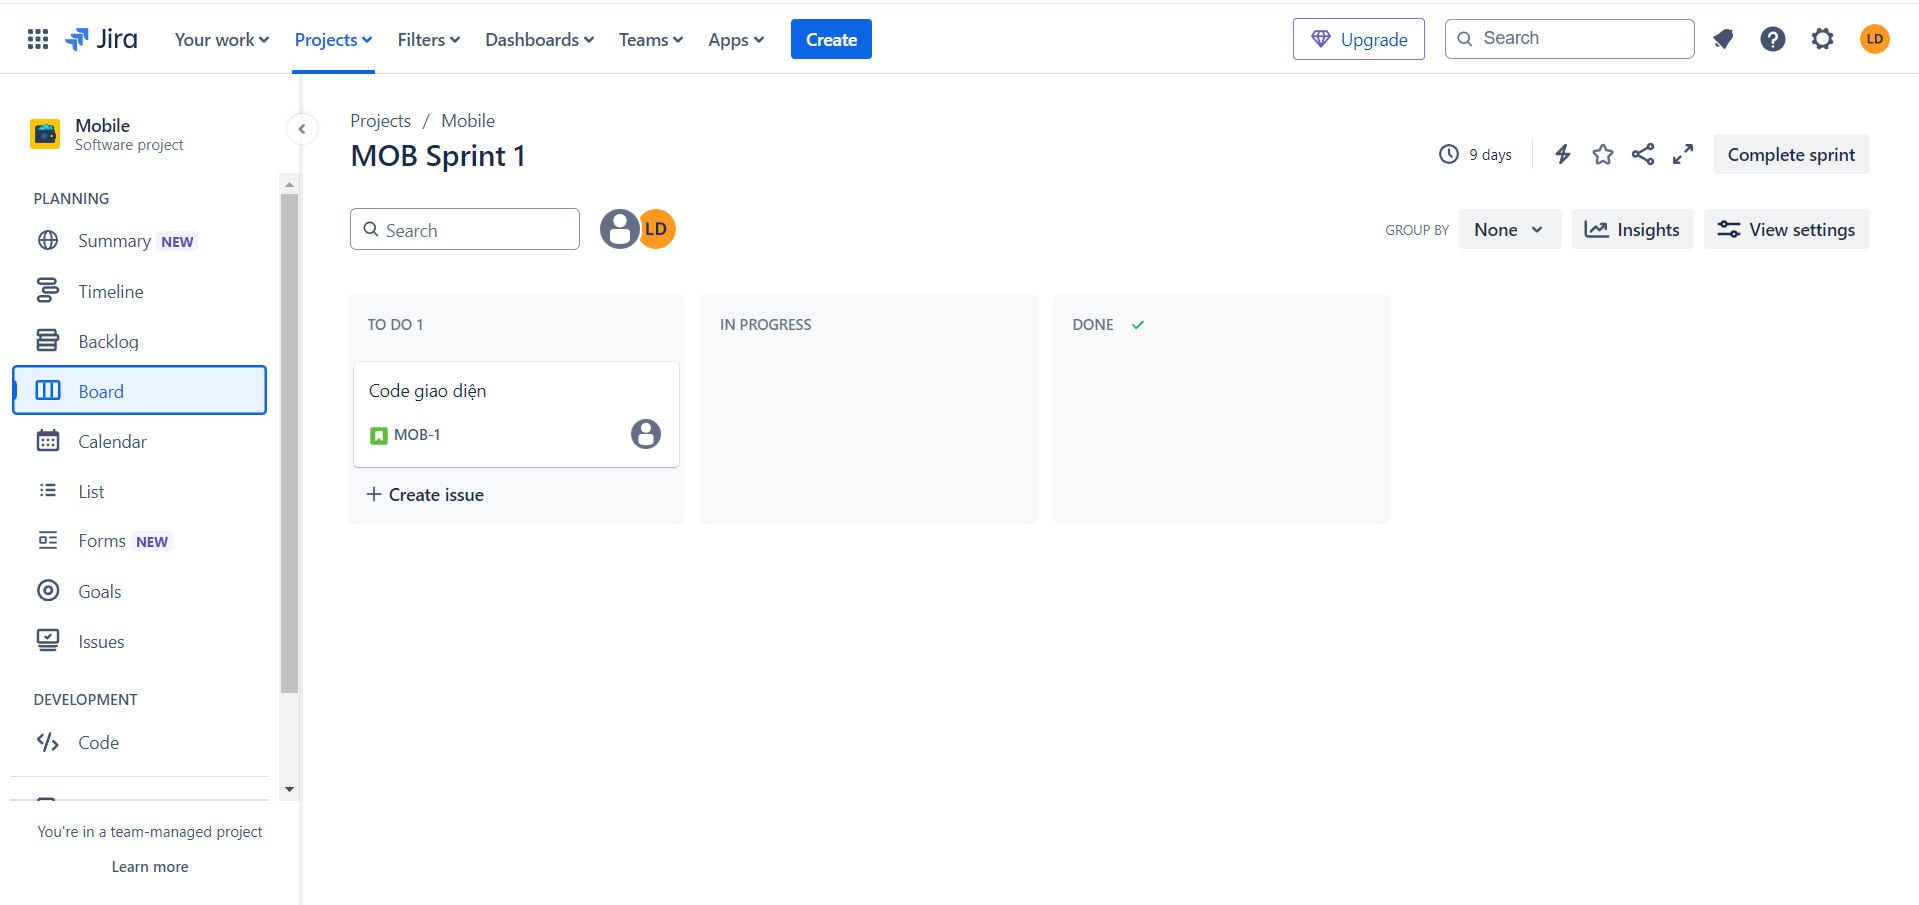 Jira
Your work
Projects
Filters
Dashboards
Teams
Apps
Create
Upgrade
Search
LD
Mobile
Software project
PLANNING
Summary NEW
Timeline
Backlog
Board
Calendar
List
Forms NEW
Goals
Issues
DEVELOPMENT
Code
You're in a team-managed project
Learn more
Projects / Mobile
MOB Sprint 1
9 days
Complete sprint
Search
LD
GROUP BY
None
Insights
View settings
TO DO 1
Code giao diện
MOB-1
+ Create issue
IN PROGRESS
DONE